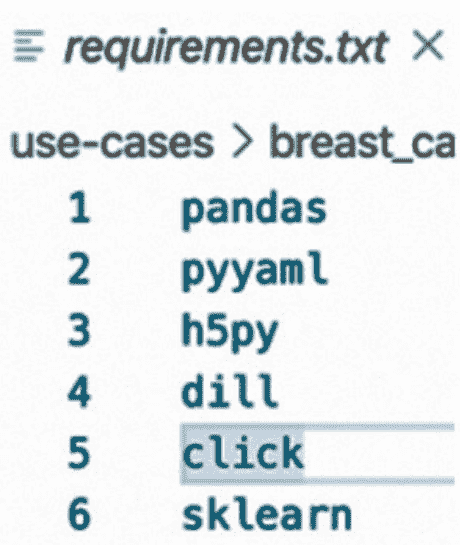 requirements.txt
use-cases > breast_ca
1 pandas
2 pyyaml
3 h5py
4 dill
5 click
6 sklearn